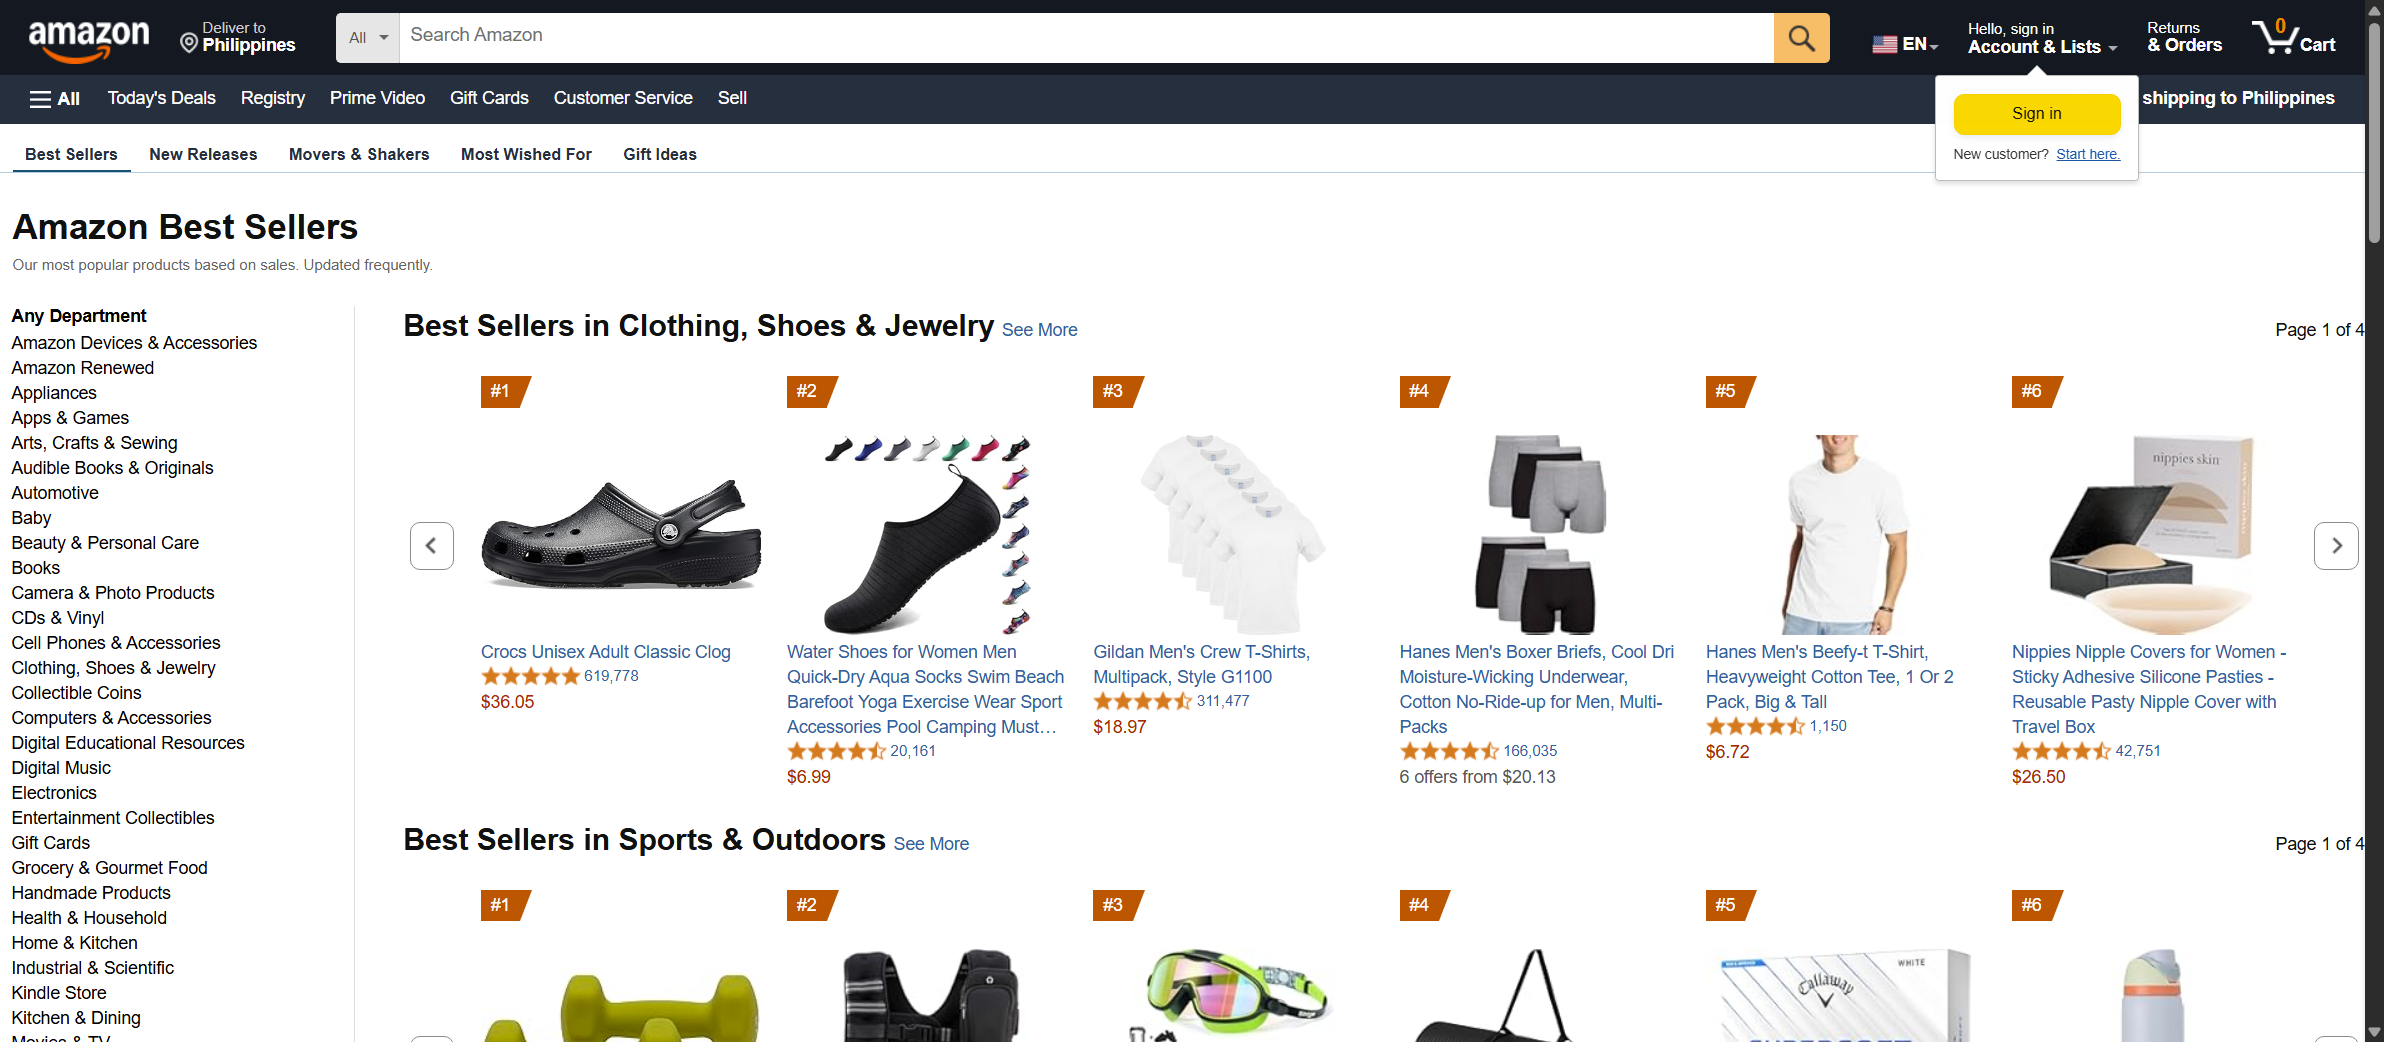 amazon
Deliver to
Philippines
All
Search Amazon
EN
Hello, sign in
Account & Lists
Returns
& Orders
0
Cart
All
Today's Deals
Registry
Prime Video
Gift Cards
Customer Service
Sell
shipping to Philippines
Sign in
New customer? Start here.
Best Sellers
New Releases
Movers & Shakers
Most Wished For
Gift Ideas
Amazon Best Sellers
Our most popular products based on sales. Updated frequently.
Any Department
Amazon Devices & Accessories
Amazon Renewed
Appliances
Apps & Games
Arts, Crafts & Sewing
Audible Books & Originals
Automotive
Baby
Beauty & Personal Care
Books
Camera & Photo Products
CDs & Vinyl
Cell Phones & Accessories
Clothing, Shoes & Jewelry
Collectible Coins
Computers & Accessories
Digital Educational Resources
Digital Music
Electronics
Entertainment Collectibles
Gift Cards
Grocery & Gourmet Food
Handmade Products
Health & Household
Home & Kitchen
Industrial & Scientific
Kindle Store
Kitchen & Dining
Movies & TV
Best Sellers in Clothing, Shoes & Jewelry See More
Page 1 of 4
#1
Crocs Unisex Adult Classic Clog
619,778
$36.05
#2
Water Shoes for Women Men
Quick-Dry Aqua Socks Swim Beach
Barefoot Yoga Exercise Wear Sport
Accessories Pool Camping Must…
20,161
$6.99
#3
Gildan Men's Crew T-Shirts,
Multipack, Style G1100
311,477
$18.97
#4
Hanes Men's Boxer Briefs, Cool Dri
Moisture-Wicking Underwear,
Cotton No-Ride-up for Men, Multi-
Packs
166,035
6 offers from $20.13
#5
Hanes Men's Beefy-t T-Shirt,
Heavyweight Cotton Tee, 1 Or 2
Pack, Big & Tall
1,150
$6.72
#6
nippies skin
Nippies Nipple Covers for Women -
Sticky Adhesive Silicone Pasties -
Reusable Pasty Nipple Cover with
Travel Box
42,751
$26.50
Best Sellers in Sports & Outdoors See More
Page 1 of 4
#1
#2
#3
#4
#5
WHITE
Callaway
SUPERSOFT
#6